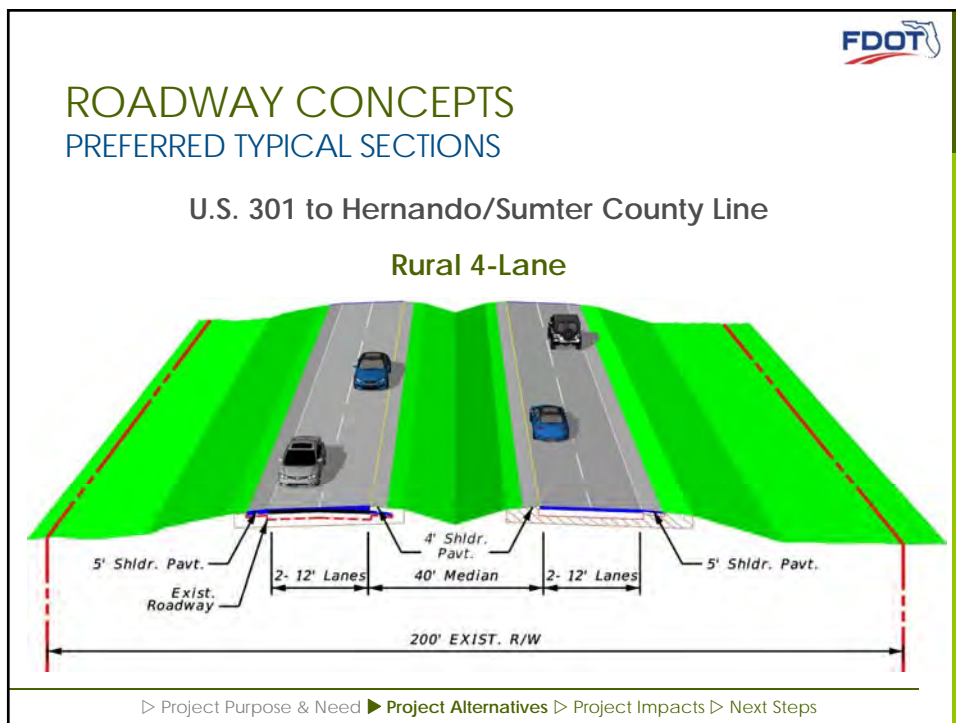 FDOT
ROADWAY CONCEPTS
PREFERRED TYPICAL SECTIONS
U.S. 301 to Hernando/Sumter County Line
Rural 4-Lane
5' Shldr. Pavt.
4' Shldr.
Pavt.
5' Shldr. Pavt.
2- 12' Lanes
40' Median
2- 12' Lanes
Exist.
Roadway
200' EXIST. R/W
▷ Project Purpose & Need ▶ Project Alternatives ▷ Project Impacts ▷ Next Steps